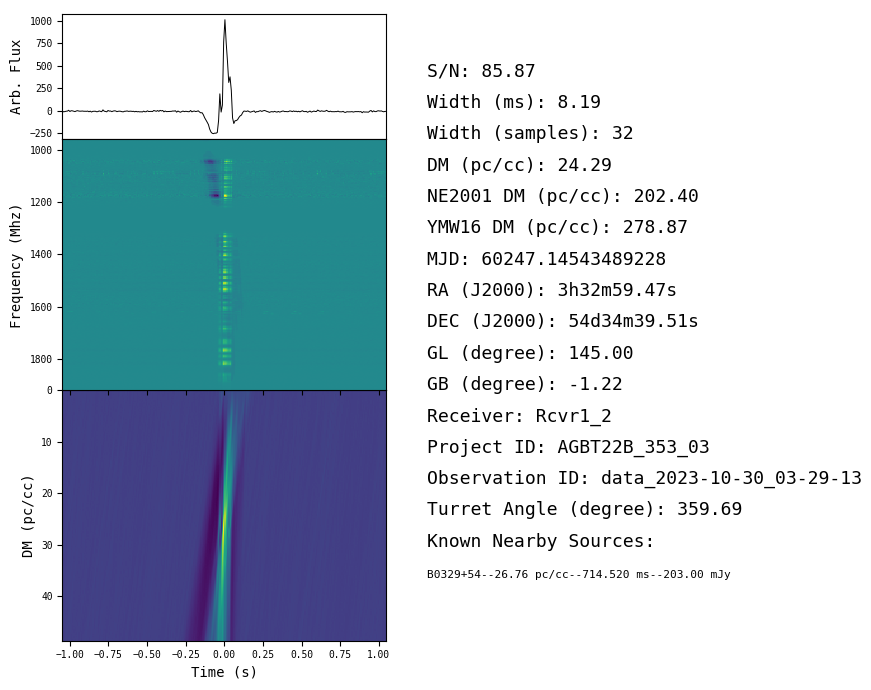 1000
750
500
250
0
−250
Arb. Flux
1000
1200
1400
1600
1800
Frequency (Mhz)
0
10
20
30
40
DM (pc/cc)
−1.00 −0.75 −0.50 −0.25 0.00 0.25 0.50 0.75 1.00
Time (s)
S/N: 85.87
Width (ms): 8.19
Width (samples): 32
DM (pc/cc): 24.29
NE2001 DM (pc/cc): 202.40
YMW16 DM (pc/cc): 278.87
MJD: 60247.14543489228
RA (J2000): 3h32m59.47s
DEC (J2000): 54d34m39.51s
GL (degree): 145.00
GB (degree): -1.22
Receiver: Rcvr1_2
Project ID: AGBT22B_353_03
Observation ID: data_2023-10-30_03-29-13
Turret Angle (degree): 359.69
Known Nearby Sources:
B0329+54--26.76 pc/cc--714.520 ms--203.00 mJy